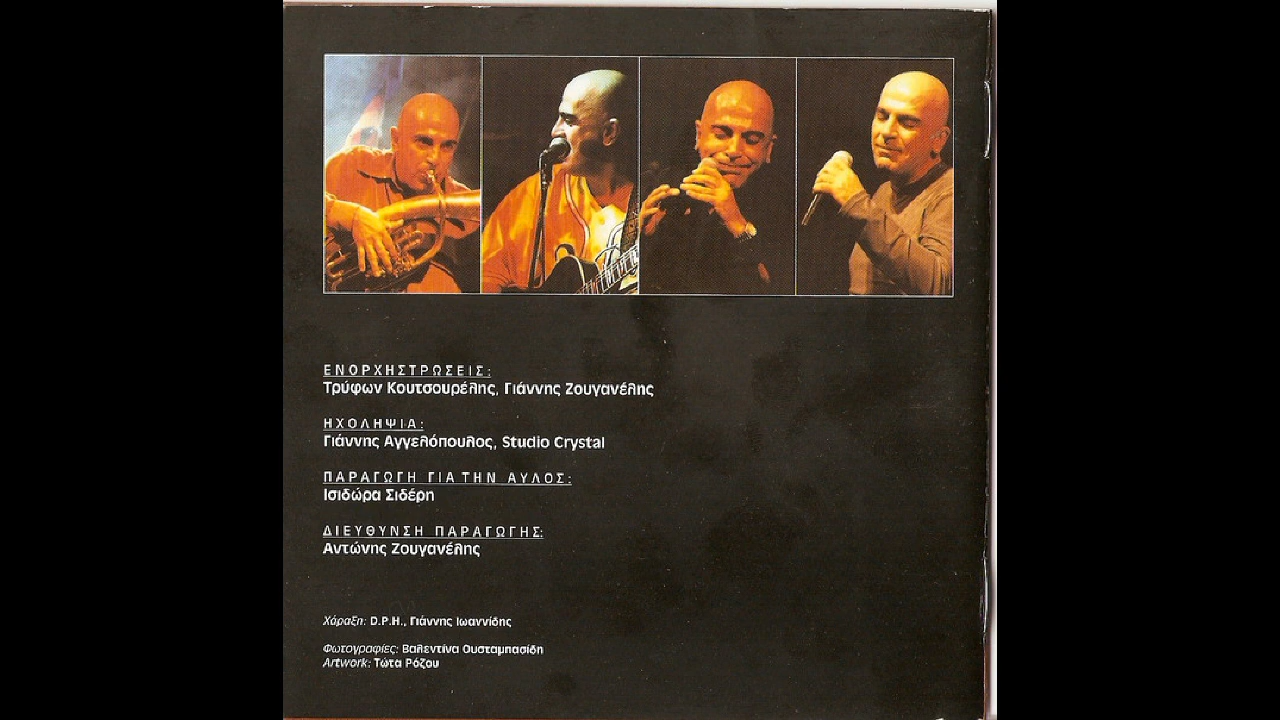 ΕΝΟΡΧΗΣΤΡΩΣΕΙΣ:
Τρύφων Κουτσουρέλης, Γιάννης Ζουγανέλης
ΗΧΟΛΗΨΙΑ:
Γιάννης Αγγελόπουλος, Studio Crystal
ΠΑΡΑΓΩΓΗ ΓΙΑ ΤΗΝ ΑΥΛΟΣ:
Ισιδώρα Σιδέρη
ΔΙΕΥΘΥΝΣΗ ΠΑΡΑΓΩΓΗΣ:
Αντώνης Ζουγανέλης
Χάραξη: D.P.H., Γιάννης Ιωαννίδης
Φωτογραφίες: Βαλεντίνα Ουσταμπασίδη
Artwork: Τώτα Ρόζου